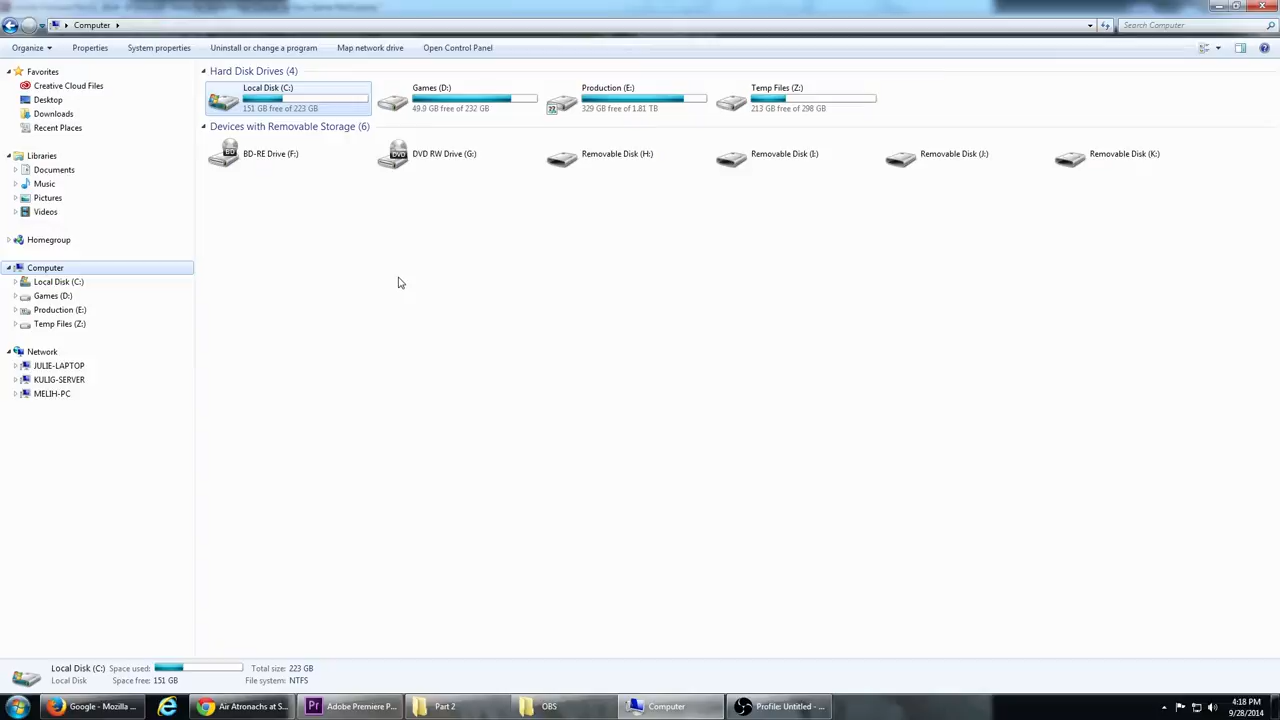 Computer
Search Computer
Organize Properties System properties Uninstall or change a program Map network drive Open Control Panel
Favorites
Creative Cloud Files
Desktop
Downloads
Recent Places
Libraries
Documents
Music
Pictures
Videos
Homegroup
Computer
Local Disk (C:)
Games (D:)
Production (E:)
Temp Files (Z:)
Network
JULIE-LAPTOP
KULIG-SERVER
MELIH-PC
Hard Disk Drives (4)
Local Disk (C:)
151 GB free of 223 GB
Games (D:)
49.9 GB free of 232 GB
Production (E:)
329 GB free of 1.81 TB
Temp Files (Z:)
213 GB free of 298 GB
Devices with Removable Storage (6)
BD
BD-RE Drive (F:)
DVD
DVD RW Drive (G:)
Removable Disk (H:)
Removable Disk (I:)
Removable Disk (J:)
Removable Disk (K:)
Local Disk (C:) Space used: Total size: 223 GB
Local Disk Space free: 151 GB File system: NTFS
Google - Mozilla ...
Air Atronachs at S...
Pr Adobe Premiere P...
Part 2
OBS
Computer
Profile: Untitled - ...
4:18 PM
9/28/2014